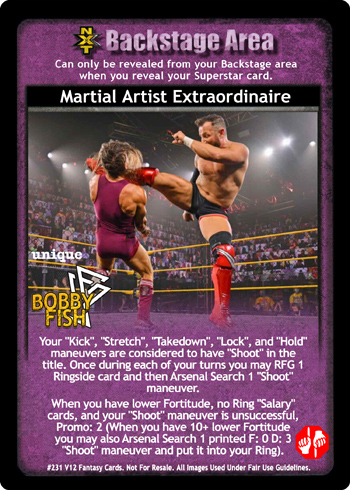 NXT
Backstage Area
Can only be revealed from your Backstage area
when you reveal your Superstar card.
Martial Artist Extraordinaire
unique
BOBBY
FISH
Your "Kick", "Stretch", "Takedown", "Lock", and "Hold"
maneuvers are considered to have "Shoot" in the
title. Once during each of your turns you may RFG 1
Ringside card and then Arsenal Search 1 "Shoot"
maneuver.
When you have lower Fortitude, no Ring "Salary"
cards, and your "Shoot" maneuver is unsuccessful,
Promo: 2 (When you have 10+ lower Fortitude
you may also Arsenal Search 1 printed F: 0 D: 3
"Shoot" maneuver and put it into your Ring).
#231 V12 Fantasy Cards. Not For Resale. All Images Used Under Fair Use Guidelines.